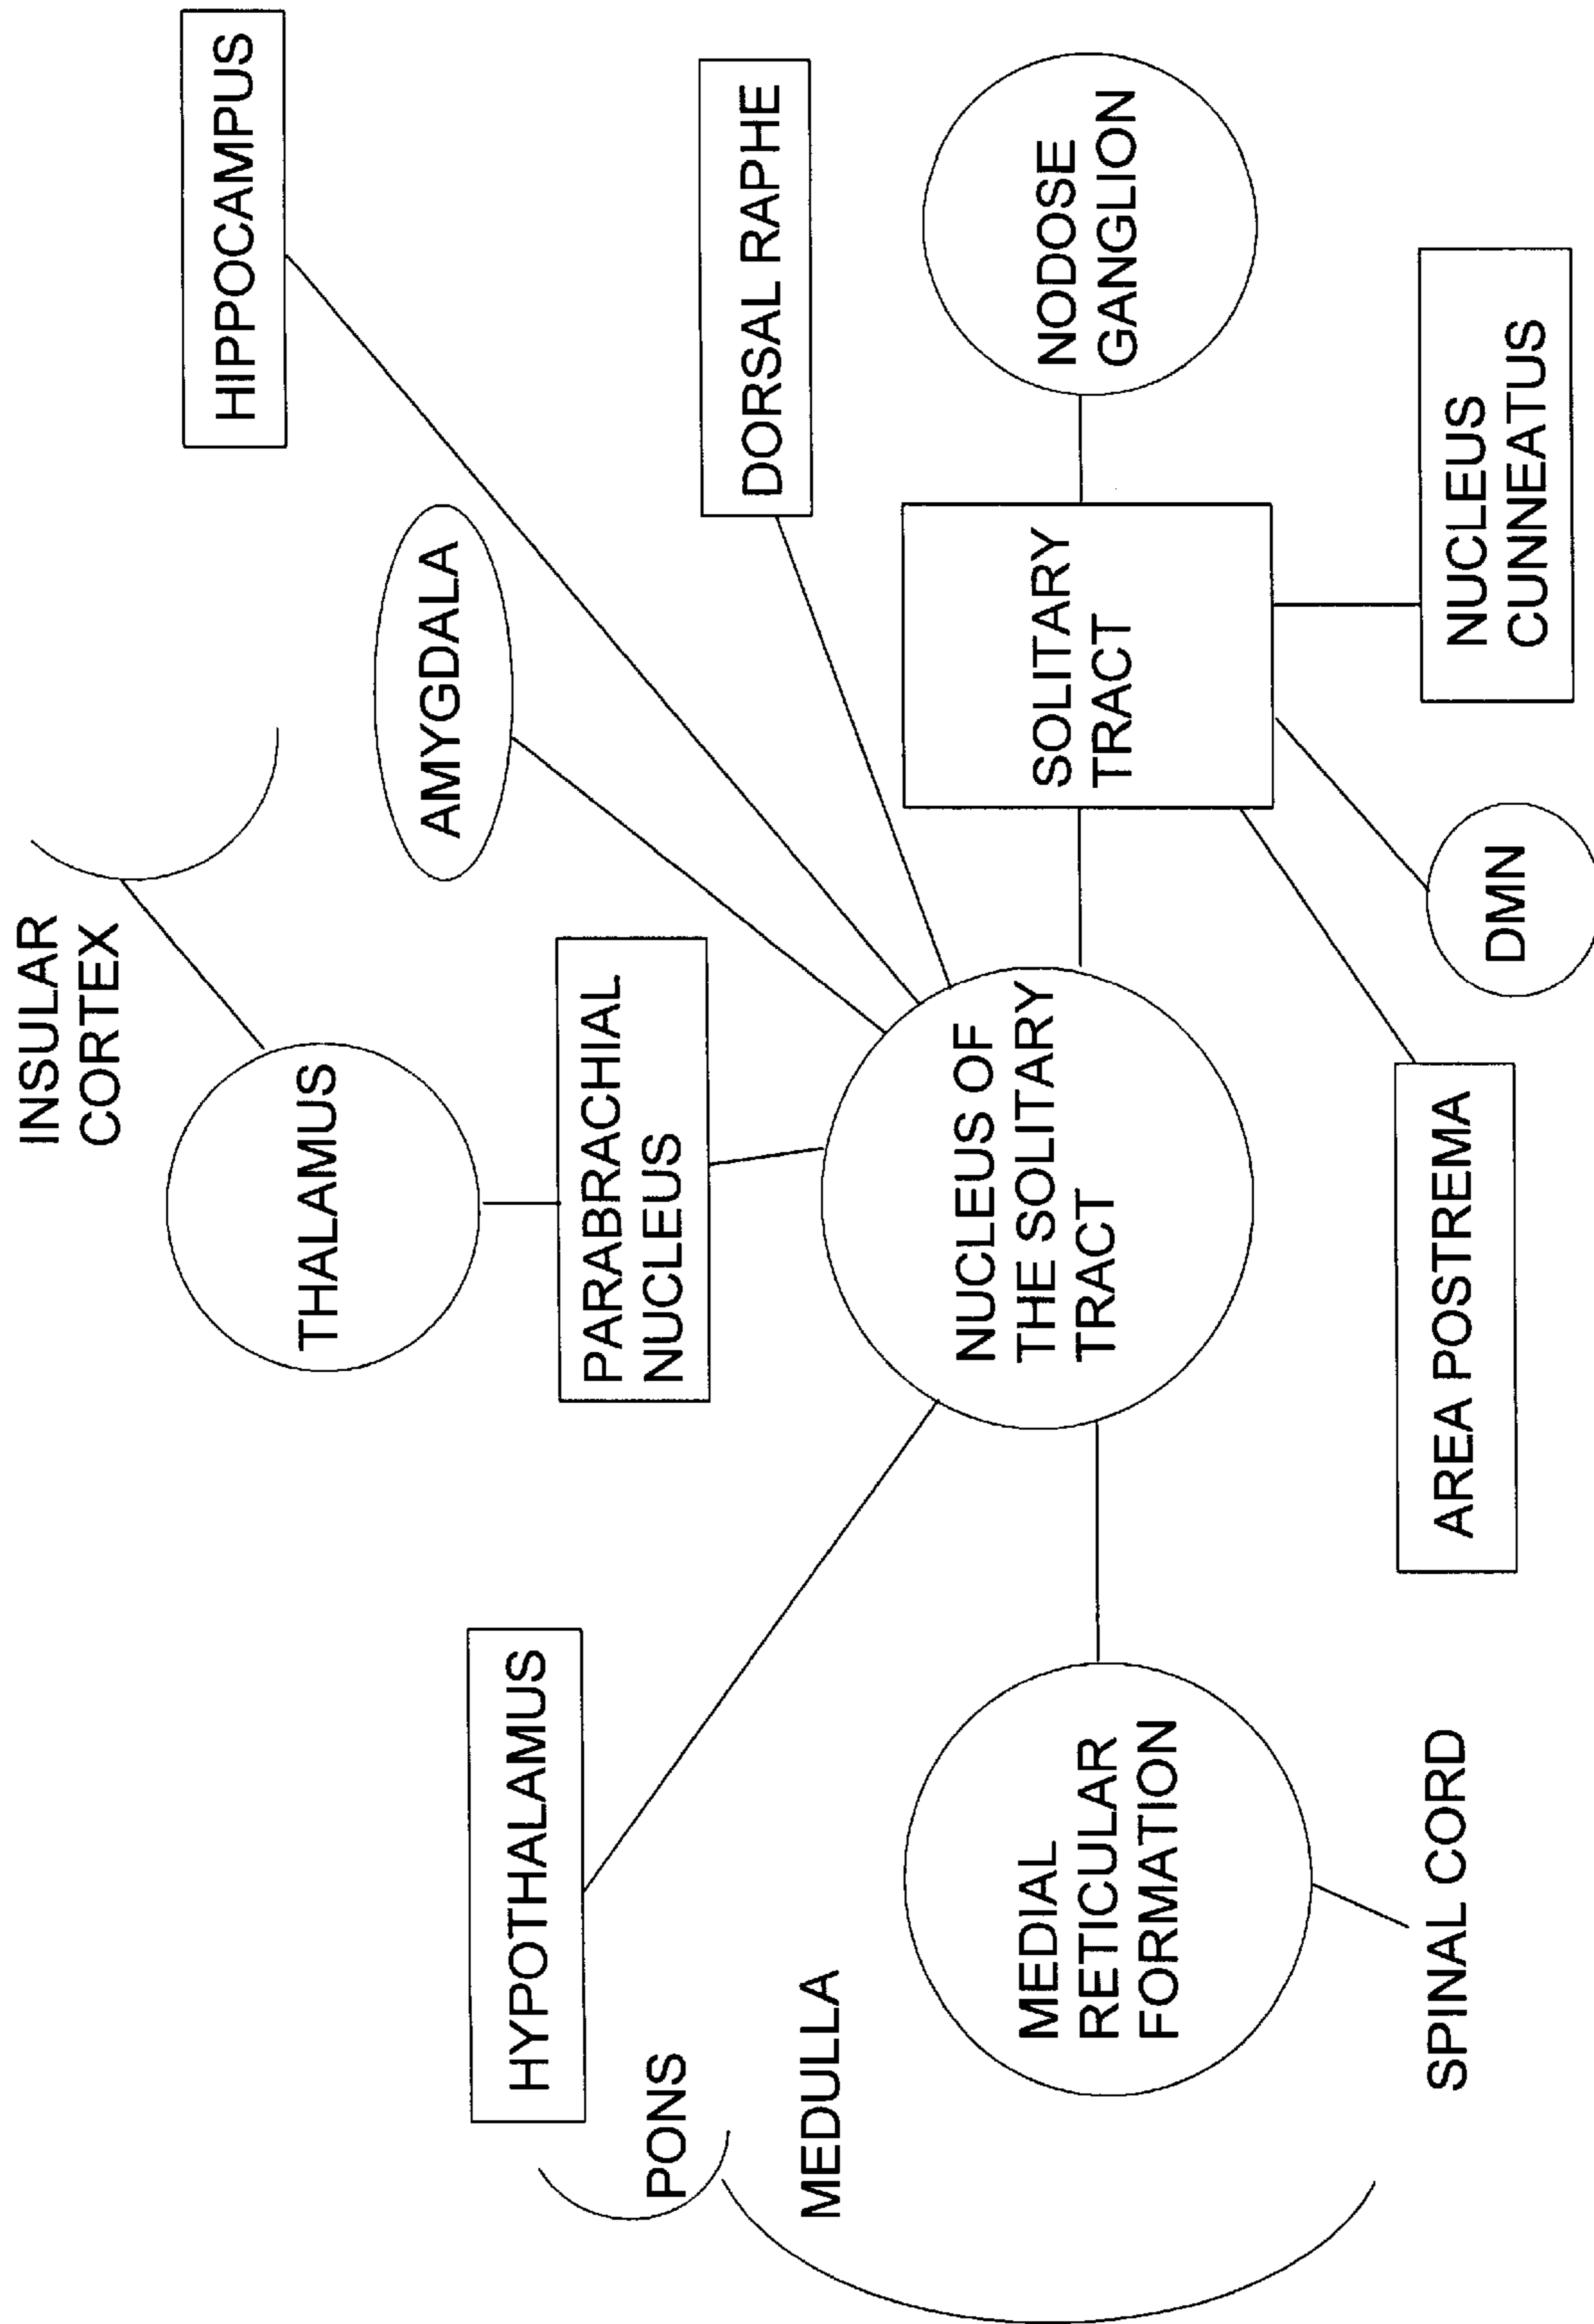 INSULAR
CORTEX
HIPPOCAMPUS
THALAMUS
AMYGDALA
HYPOTHALAMUS
PARABRACHIAL
NUCLEUS
PONS
DORSAL RAPHE
MEDULLA
NUCLEUS OF
THE SOLITARY
TRACT
SOLITARY
TRACT
NODOSE
GANGLION
MEDIAL
RETICULAR
FORMATION
SPINAL CORD
AREA POSTREMA
DMN
NUCLEUS
CUNNEATUS